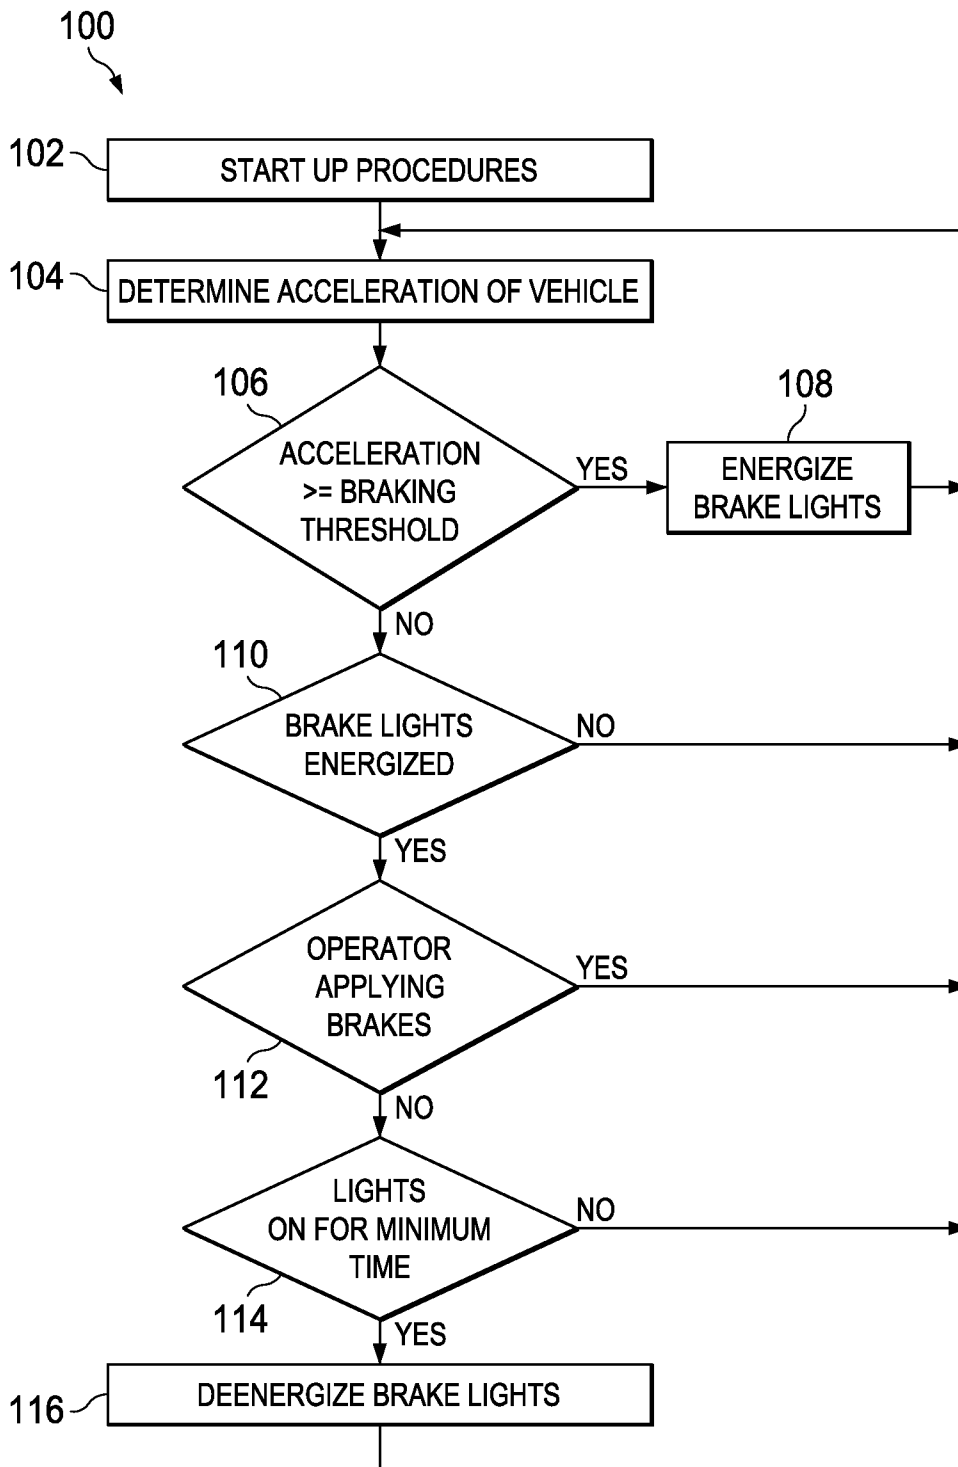 100
102
START UP PROCEDURES
104
DETERMINE ACCELERATION OF VEHICLE
106
ACCELERATION
>= BRAKING
THRESHOLD
YES
108
ENERGIZE
BRAKE LIGHTS
NO
110
BRAKE LIGHTS
ENERGIZED
NO
YES
OPERATOR
APPLYING
BRAKES
YES
112
NO
LIGHTS
ON FOR MINIMUM
TIME
NO
114
YES
116
DEENERGIZE BRAKE LIGHTS